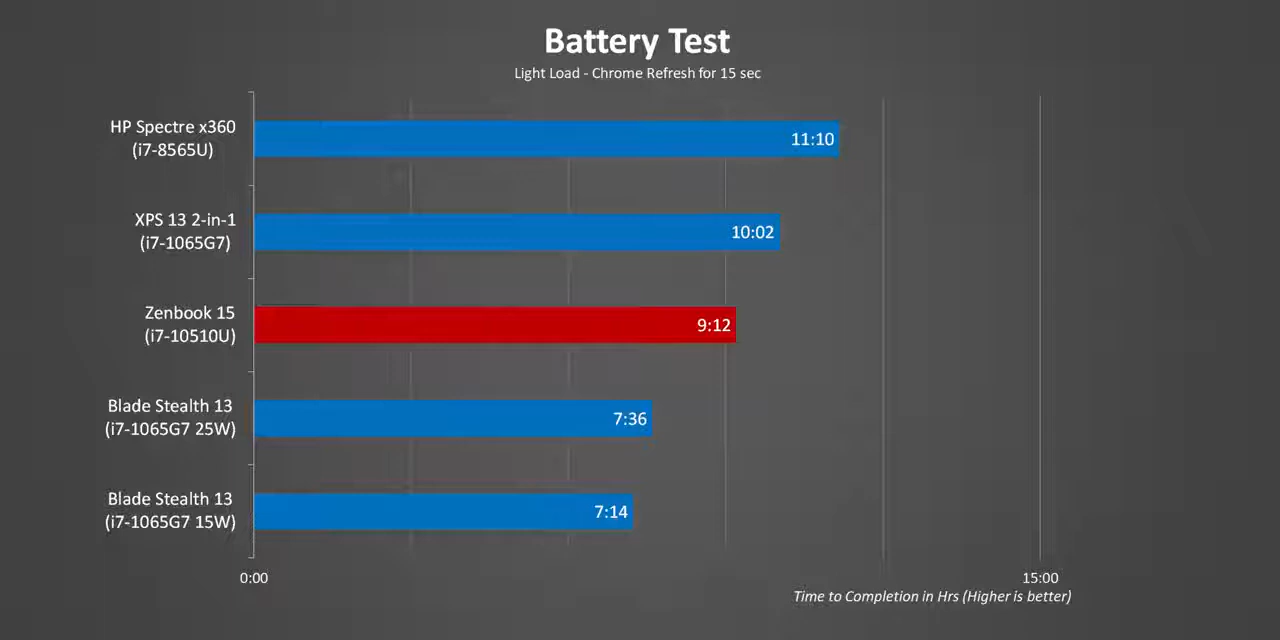 Battery Test
Light Load - Chrome Refresh for 15 sec
HP Spectre x360
(i7-8565U)
11:10
XPS 13 2-in-1
(i7-1065G7)
10:02
Zenbook 15
(i7-10510U)
9:12
Blade Stealth 13
(i7-1065G7 25W)
7:36
Blade Stealth 13
(i7-1065G7 15W)
7:14
0:00
15:00
Time to Completion in Hrs (Higher is better)